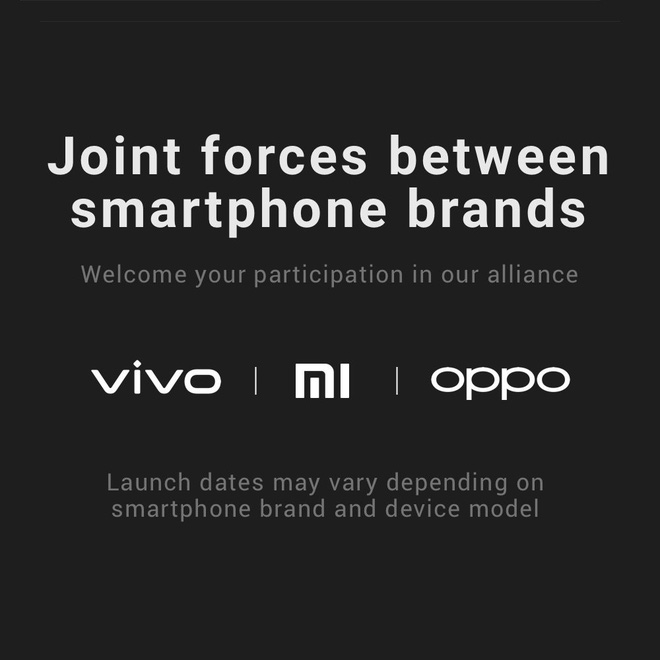 Joint forces between
smartphone brands
Welcome your participation in our alliance
vivo | MI | oppo
Launch dates may vary depending on
smartphone brand and device model